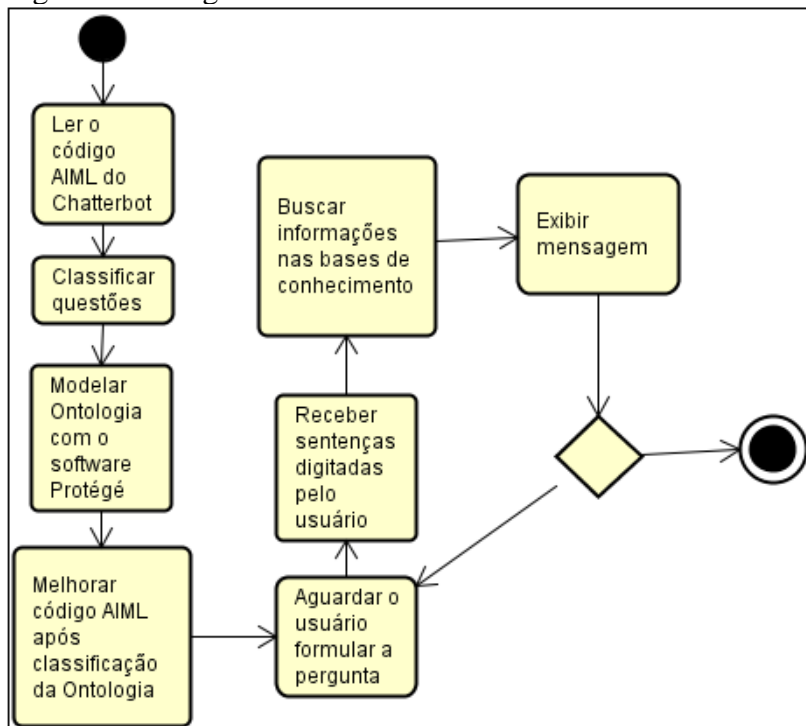 Ler o
código
AIML do
Chatterbot
Classificar
questões
Modelar
Ontologia
com o
software
Protégé
Melhorar
código AIML
após
classificação
da Ontologia
Aguardar o
usuário
formular a
pergunta
Receber
sentenças
digitadas
pelo
usuário
Buscar
informações
nas bases de
conhecimento
Exibir
mensagem